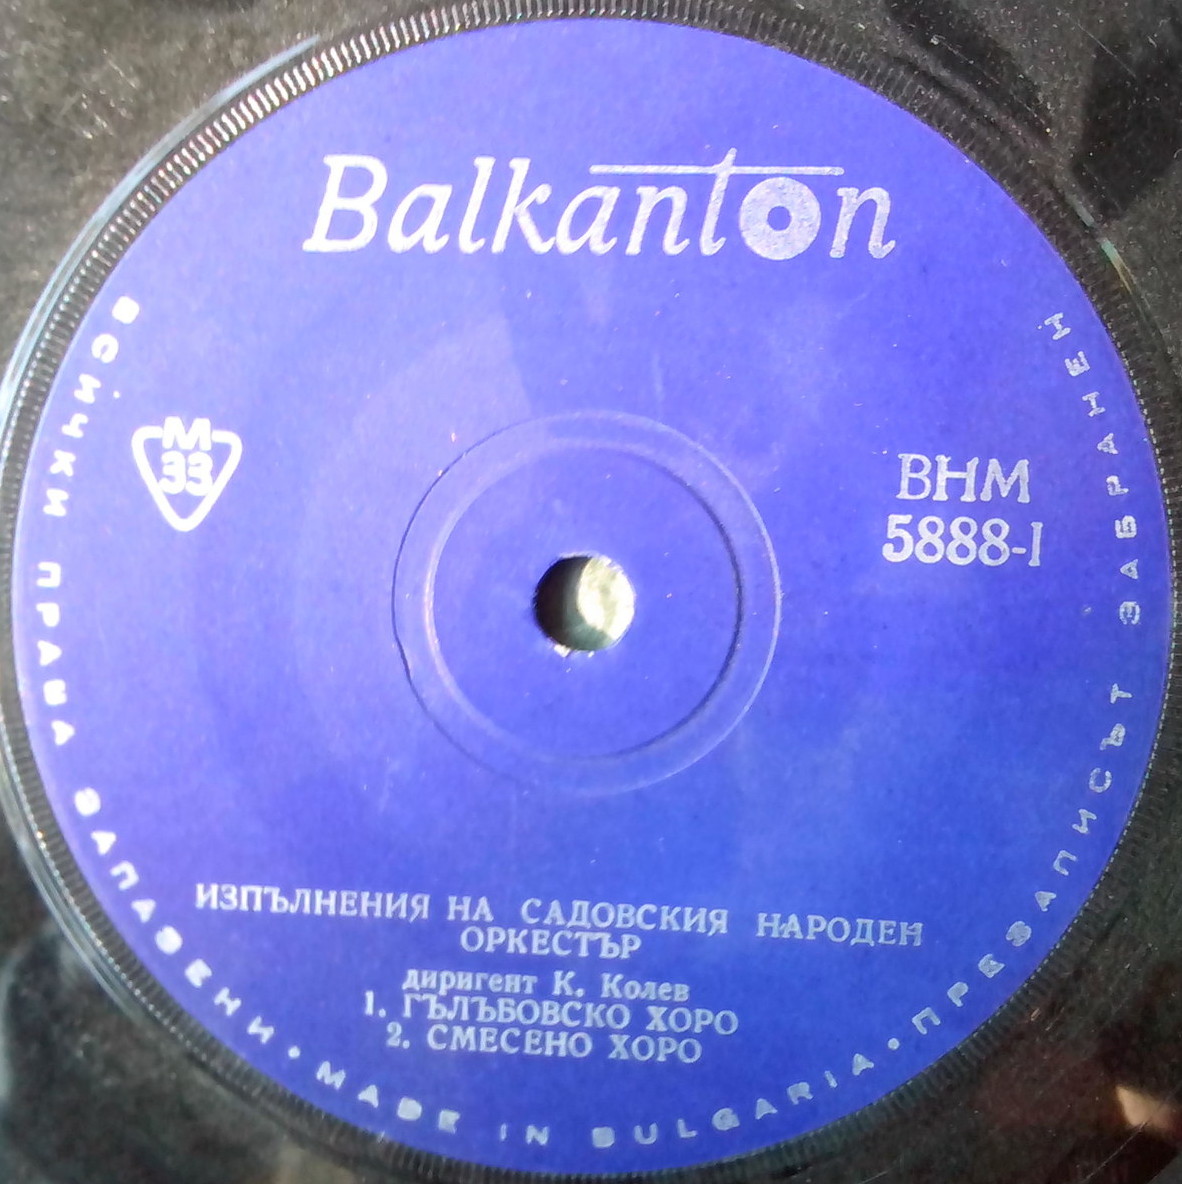 Balkanton
М
33
ВНМ
5888-I
ИЗПЪЛНЕНИЯ НА САДОВСКИЯ НАРОДЕН
ОРКЕСТЪР
диригент К. Колев
1. ГЪЛЪБОВСКО ХОРО
2. СМЕСЕНО ХОРО
ВСИЧКИ ПРАВА ЗАПАЗЕНИ • MADE IN BULGARIA • ПРЕЗАПИСЪТ ЗАБРАНЕН